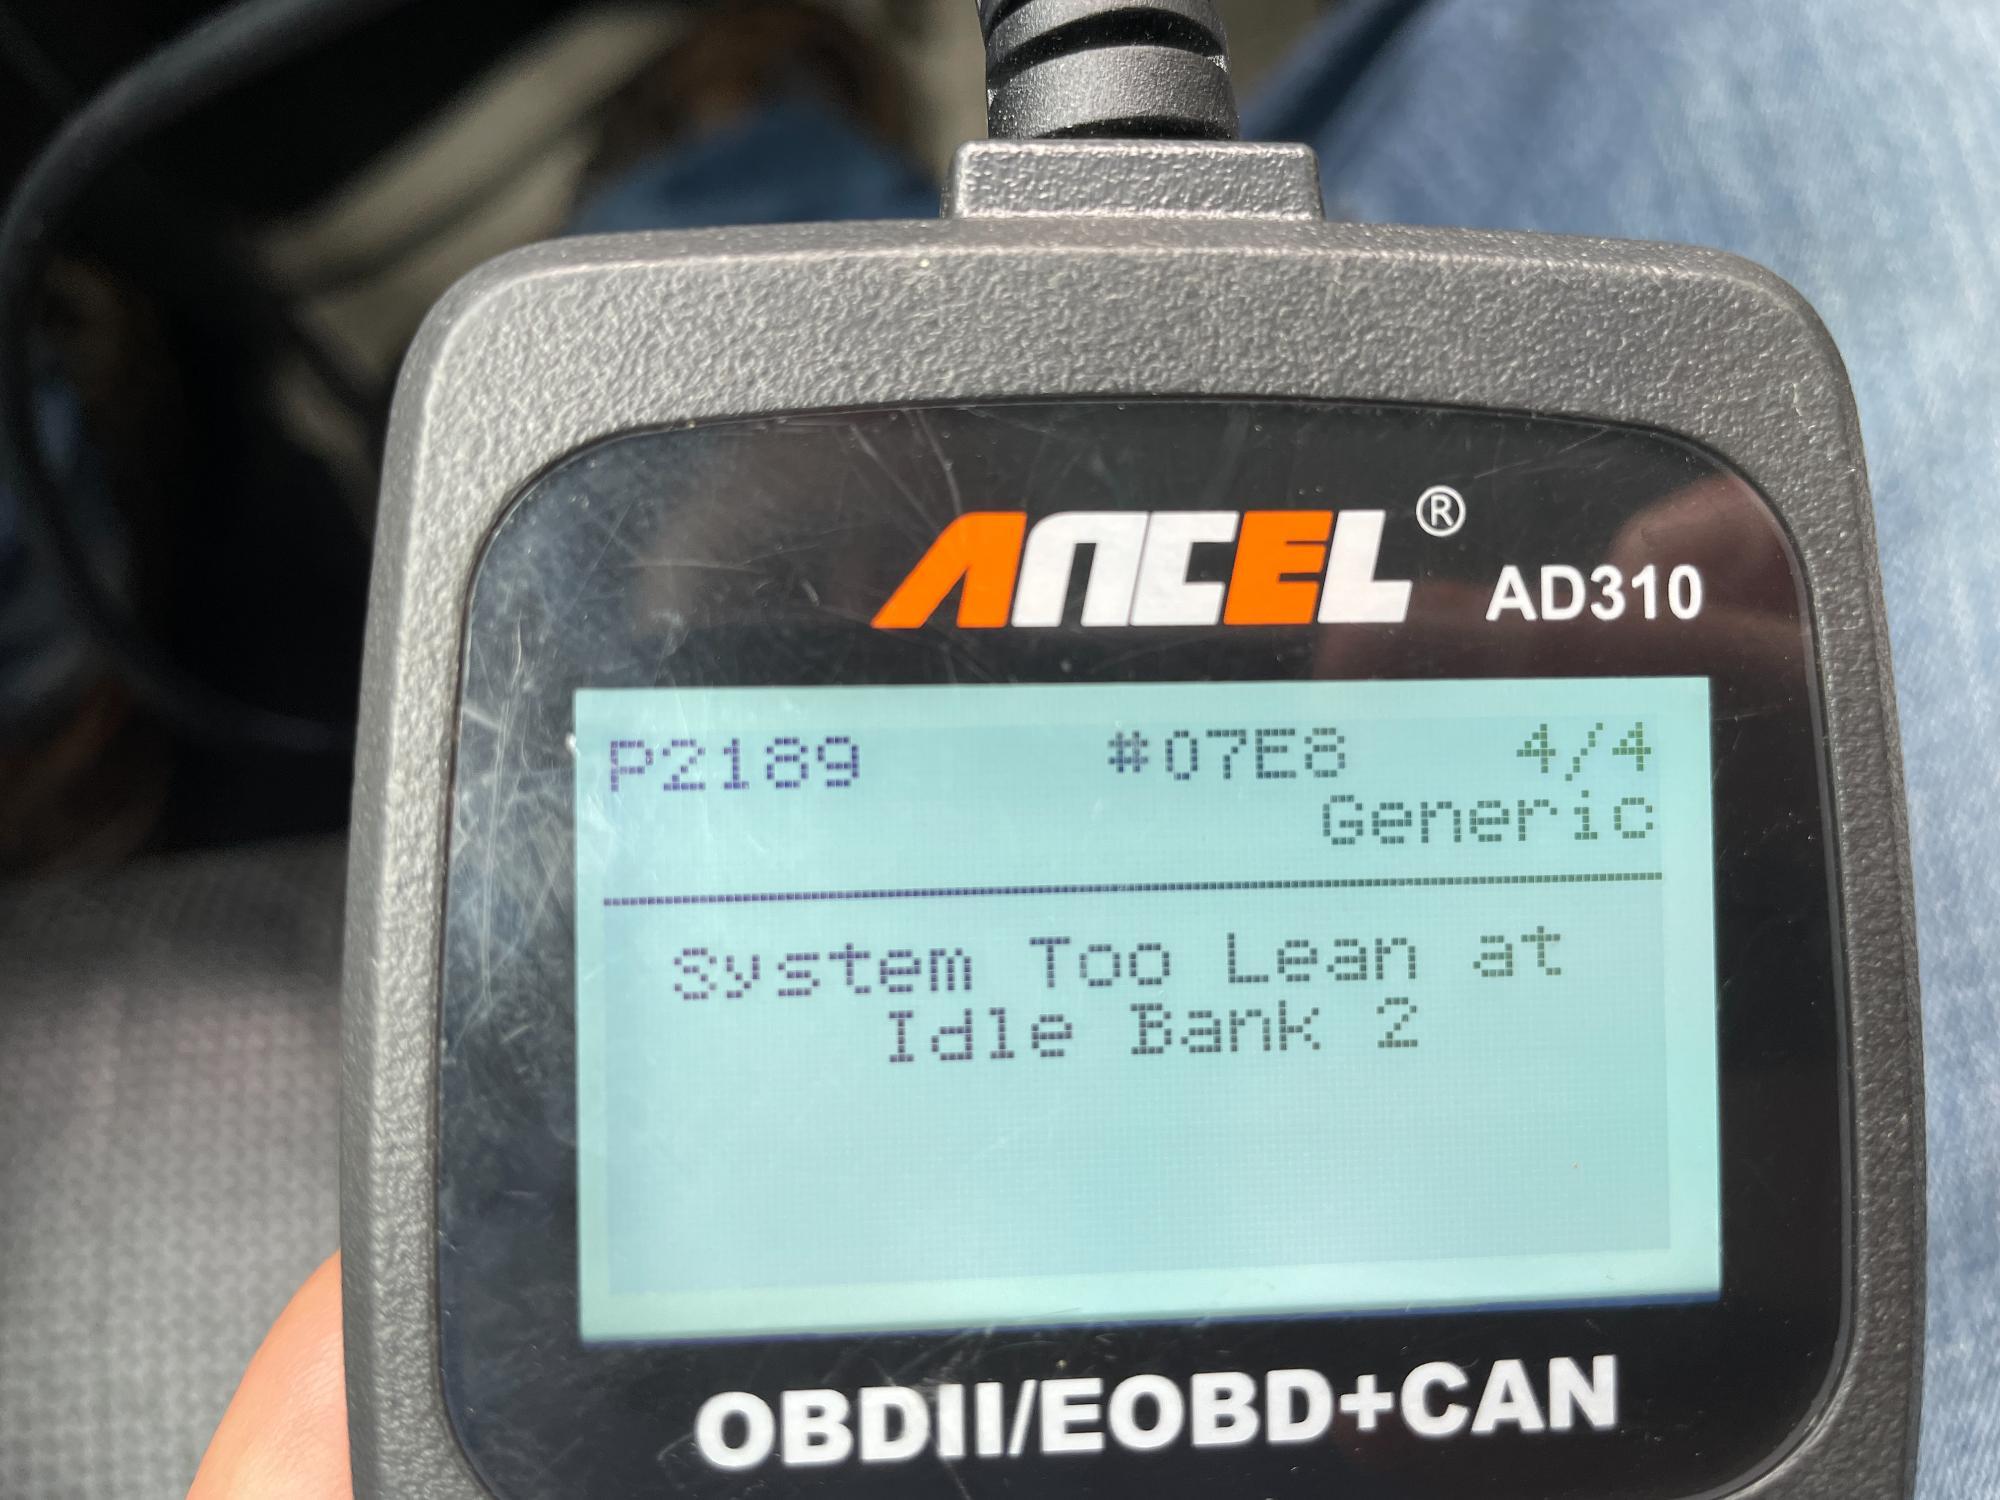 ANCEL®
AD310
P2189 #07E8 4/4
Generic
System Too Lean at
Idle Bank 2
OBDII/EOBD+CAN